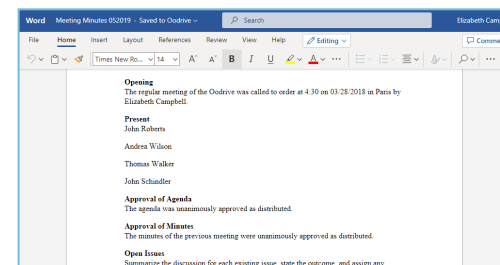 Word Meeting Minutes 052019 - Saved to Oodrive Search Elizabeth Cam
File Home Insert Layout References Review View Help Editing Comme
Times New Ro... 14 A A B I U A ...
Opening
The regular meeting of the Oodrive was called to order at 4:30 on 03/28/2018 in Paris by
Elizabeth Campbell.
Present
John Roberts
Andrea Wilson
Thomas Walker
John Schindler
Approval of Agenda
The agenda was unanimously approved as distributed.
Approval of Minutes
The minutes of the previous meeting were unanimously approved as distributed.
Open Issues
Summarize the discussion for each existing issue, state the outcome, and assign any